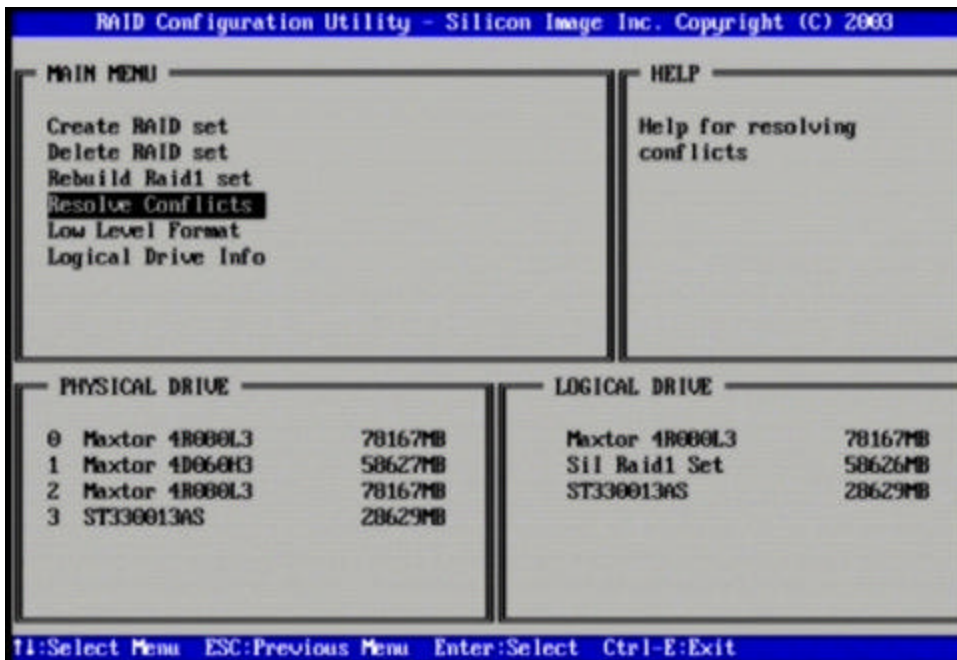 RAID Configuration Utility - Silicon Image Inc. Copyright (C) 2003
MAIN MENU
Create RAID set
Delete RAID set
Rebuild Raid1 set
Resolve Conflicts
Low Level Format
Logical Drive Info
HELP
Help for resolving
conflicts
PHYSICAL DRIVE
0 Maxtor 4R080L3 78167MB
1 Maxtor 4D060H3 58627MB
2 Maxtor 4R080L3 78167MB
3 ST330013AS 28629MB
LOGICAL DRIVE
Maxtor 4R080L3 78167MB
Sil Raid1 Set 58626MB
ST330013AS 28629MB
↑↓:Select Menu ESC:Previous Menu Enter:Select Ctrl-E:Exit